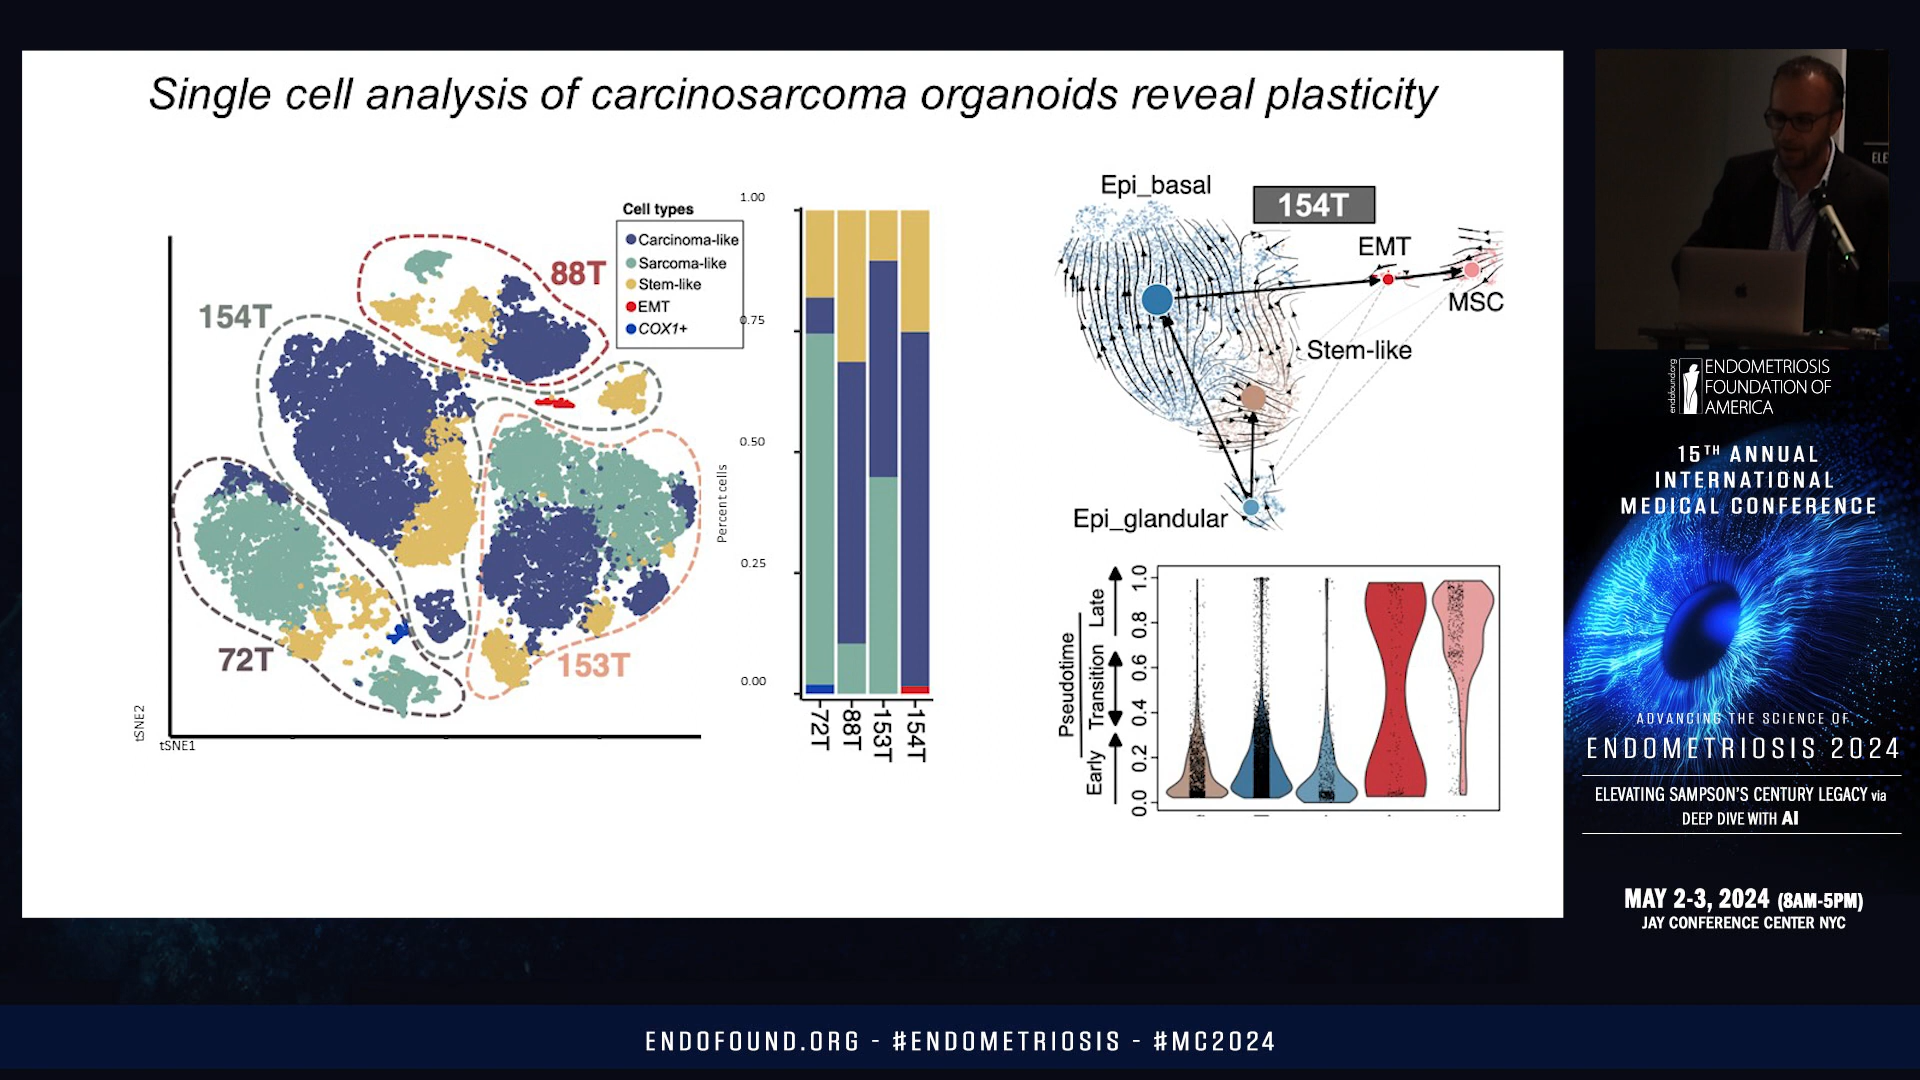 Single cell analysis of carcinosarcoma organoids reveal plasticity
Cell types
Carcinoma-like
Sarcoma-like
Stem-like
EMT
COX1+
88T
154T
72T
153T
tSNE2
tSNE1
1.00
0.75
0.50
0.25
0.00
Percent cells
72T
88T
153T
154T
Epi_basal
154T
EMT
MSC
Stem-like
Epi_glandular
Pseudotime
Early
Transition
Late
1.0
0.8
0.6
0.4
0.2
0.0
ELE
endofound.org
ENDOMETRIOSIS
FOUNDATION OF
AMERICA
15TH ANNUAL
INTERNATIONAL
MEDICAL CONFERENCE
ADVANCING THE SCIENCE OF
ENDOMETRIOSIS 2024
ELEVATING SAMPSON'S CENTURY LEGACY via
DEEP DIVE WITH AI
MAY 2-3, 2024 (8AM-5PM)
JAY CONFERENCE CENTER NYC
ENDOFOUND.ORG - #ENDOMETRIOSIS - #MC2024